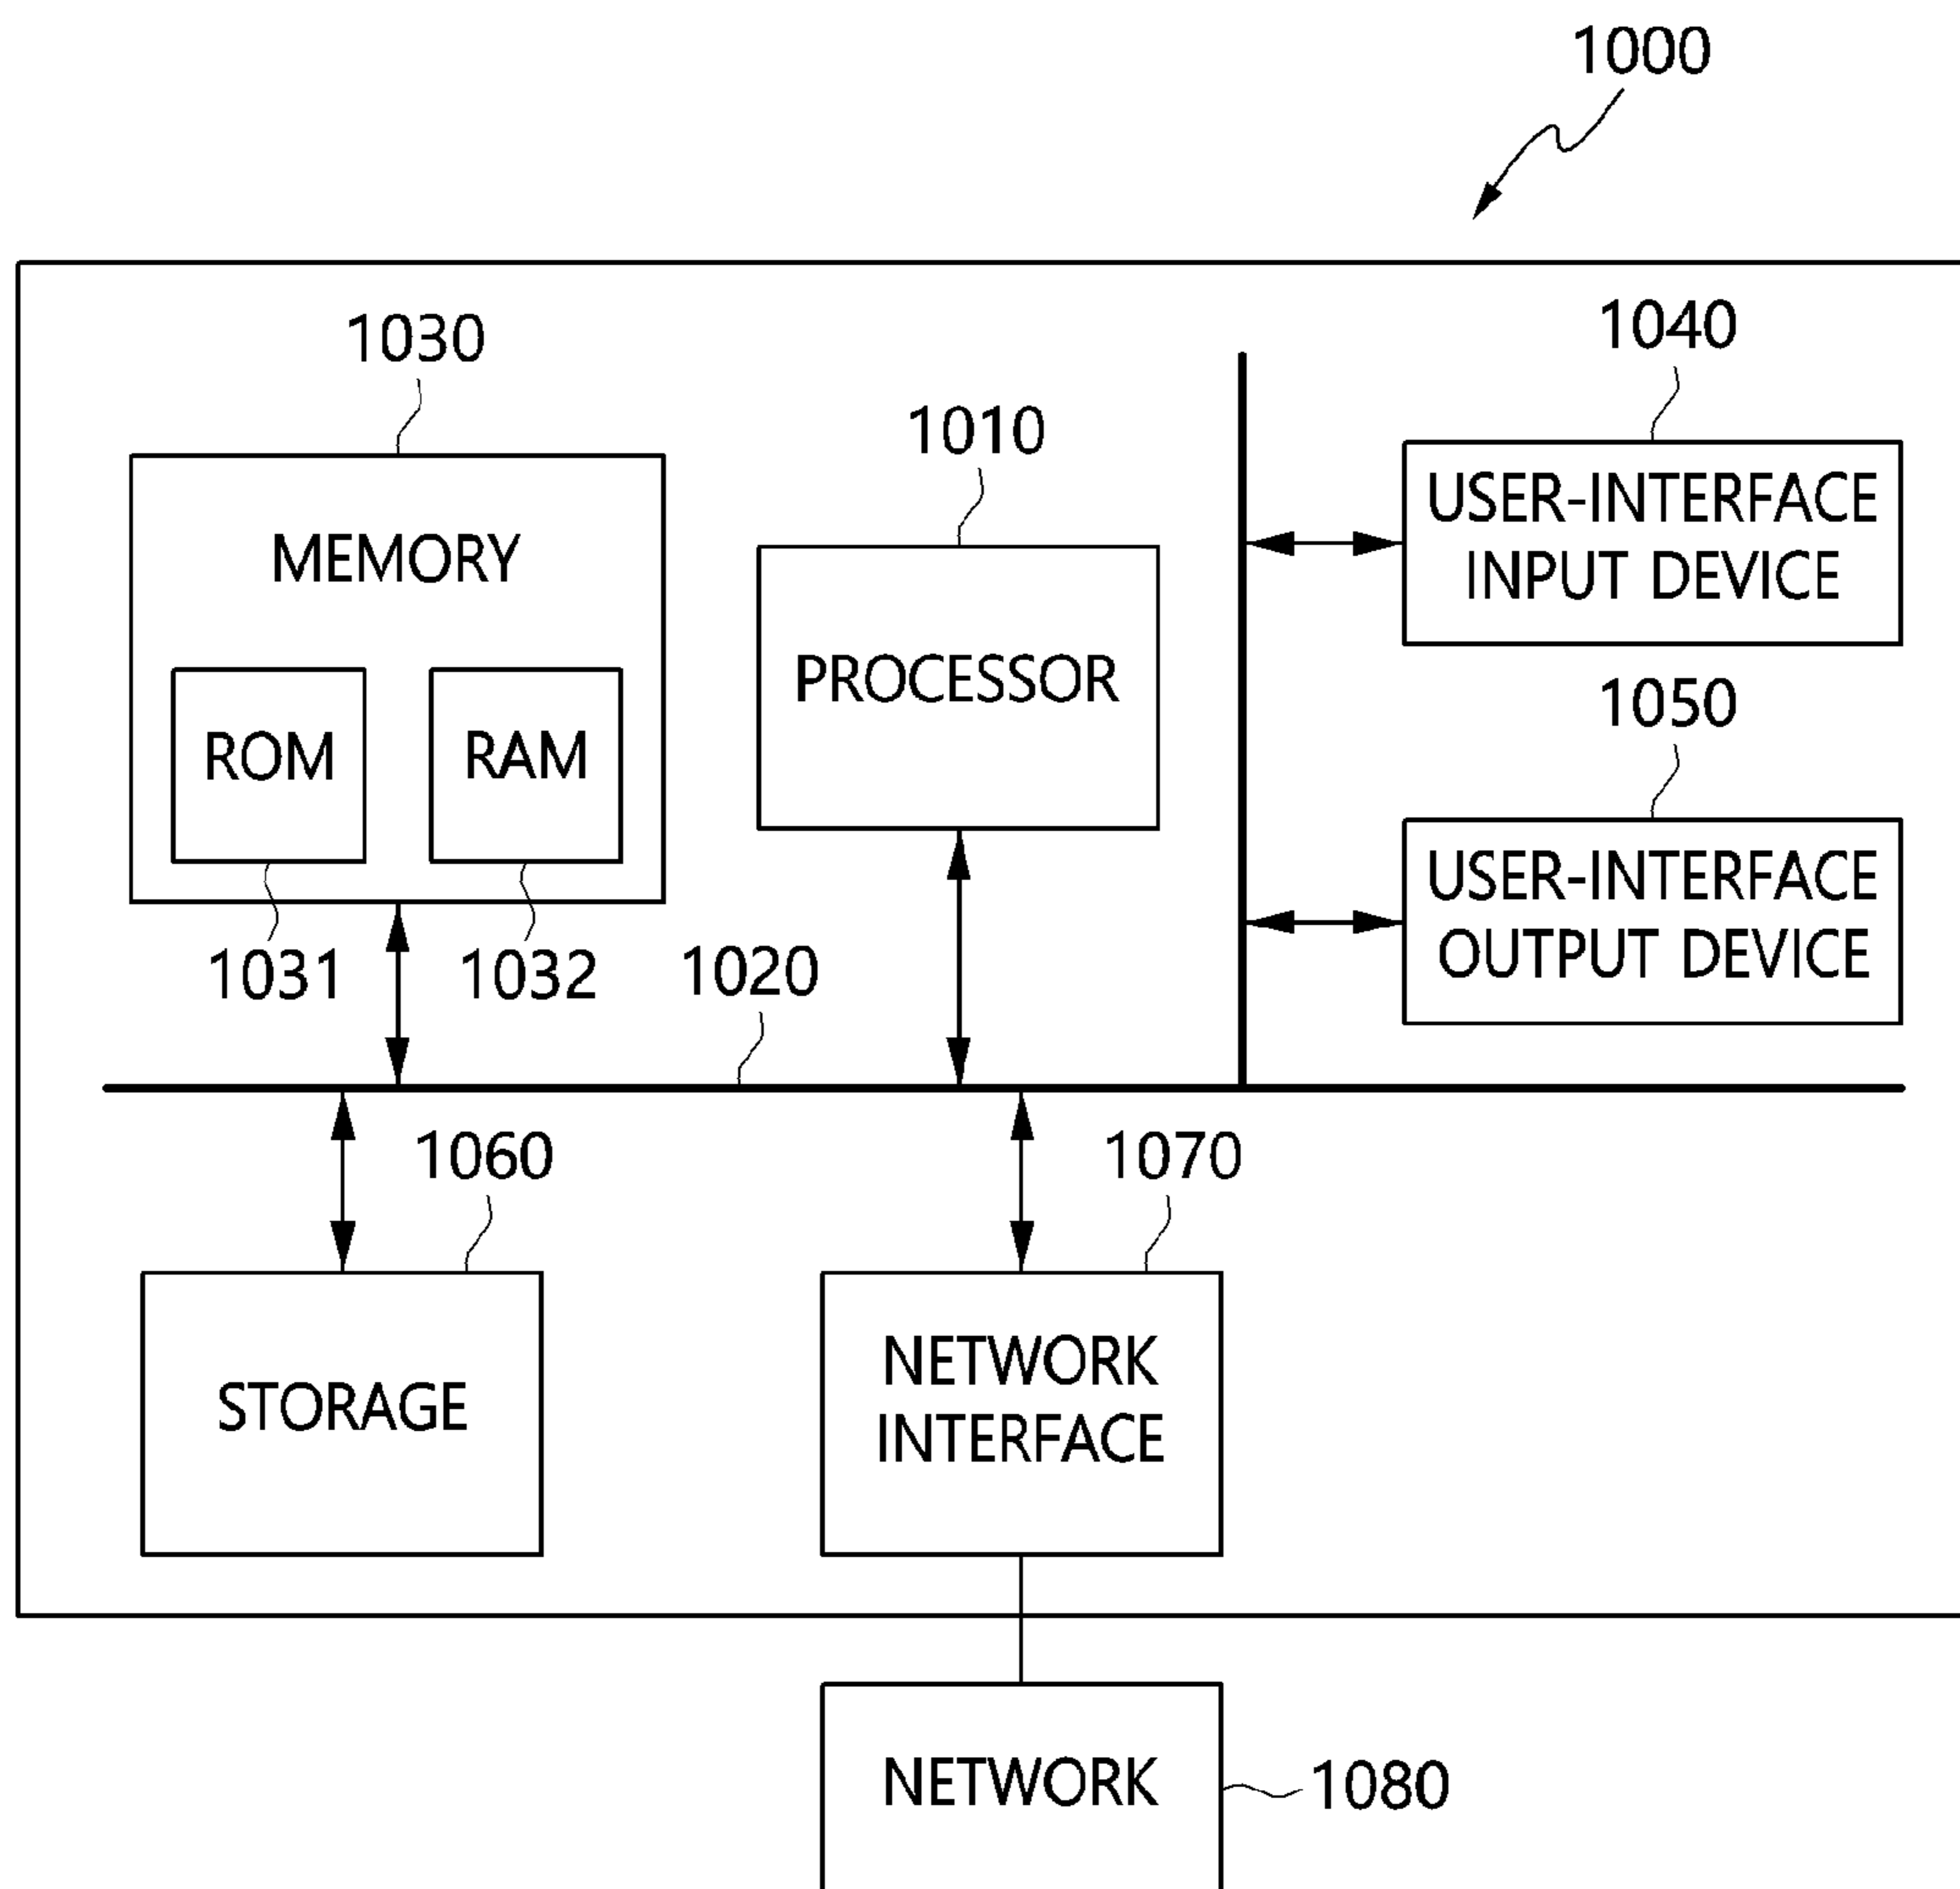 1000
1030
1040
1010
MEMORY
USER-INTERFACE
INPUT DEVICE
PROCESSOR
1050
ROM
RAM
USER-INTERFACE
OUTPUT DEVICE
1031
1032
1020
1060
1070
STORAGE
NETWORK
INTERFACE
NETWORK
1080